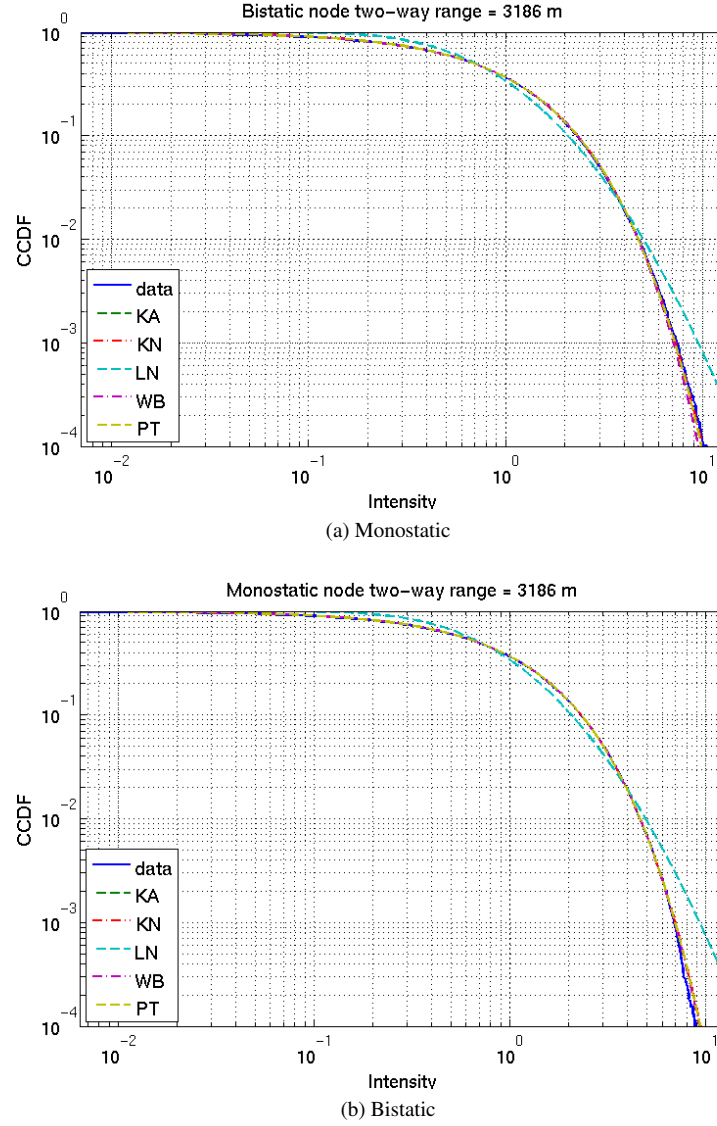 Bistatic node two-way range = 3186 m
10^0
10^-1
10^-2
10^-3
10^-4
CCDF
data
KA
KN
LN
WB
PT
10^-2 10^-1 10^0 10^1
Intensity
(a) Monostatic
Monostatic node two-way range = 3186 m
10^0
10^-1
10^-2
10^-3
10^-4
CCDF
data
KA
KN
LN
WB
PT
10^-2 10^-1 10^0 10^1
Intensity
(b) Bistatic